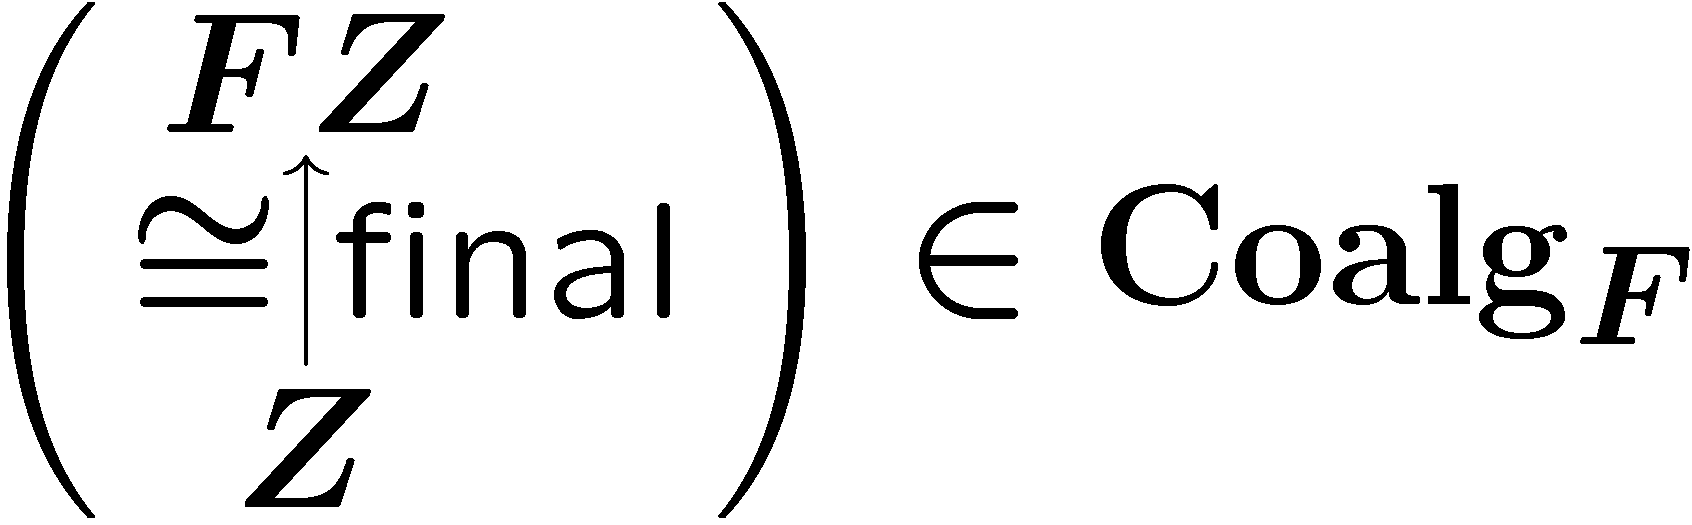 FZ
≅ ↑ final ∈ Coalg_F
Z